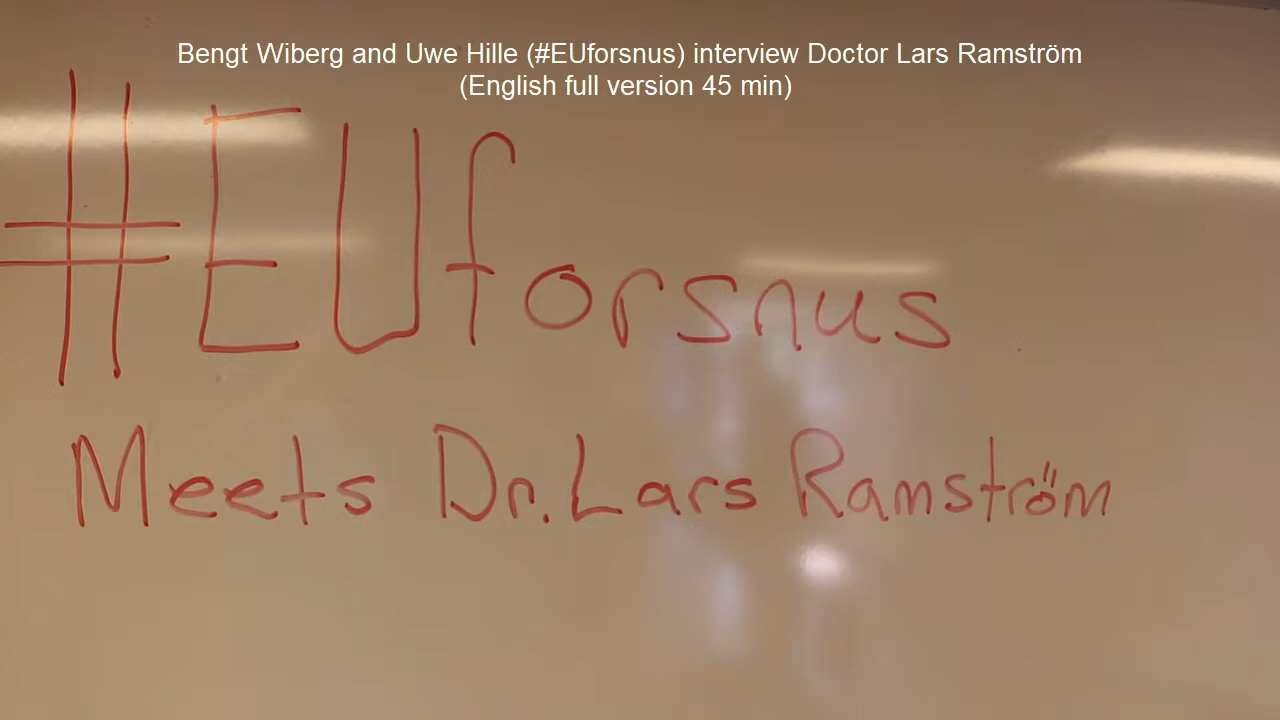 Bengt Wiberg and Uwe Hille (#EUforsnus) interview Doctor Lars Ramström
(English full version 45 min)
#EUforsnus
Meets Dr. Lars Ramström